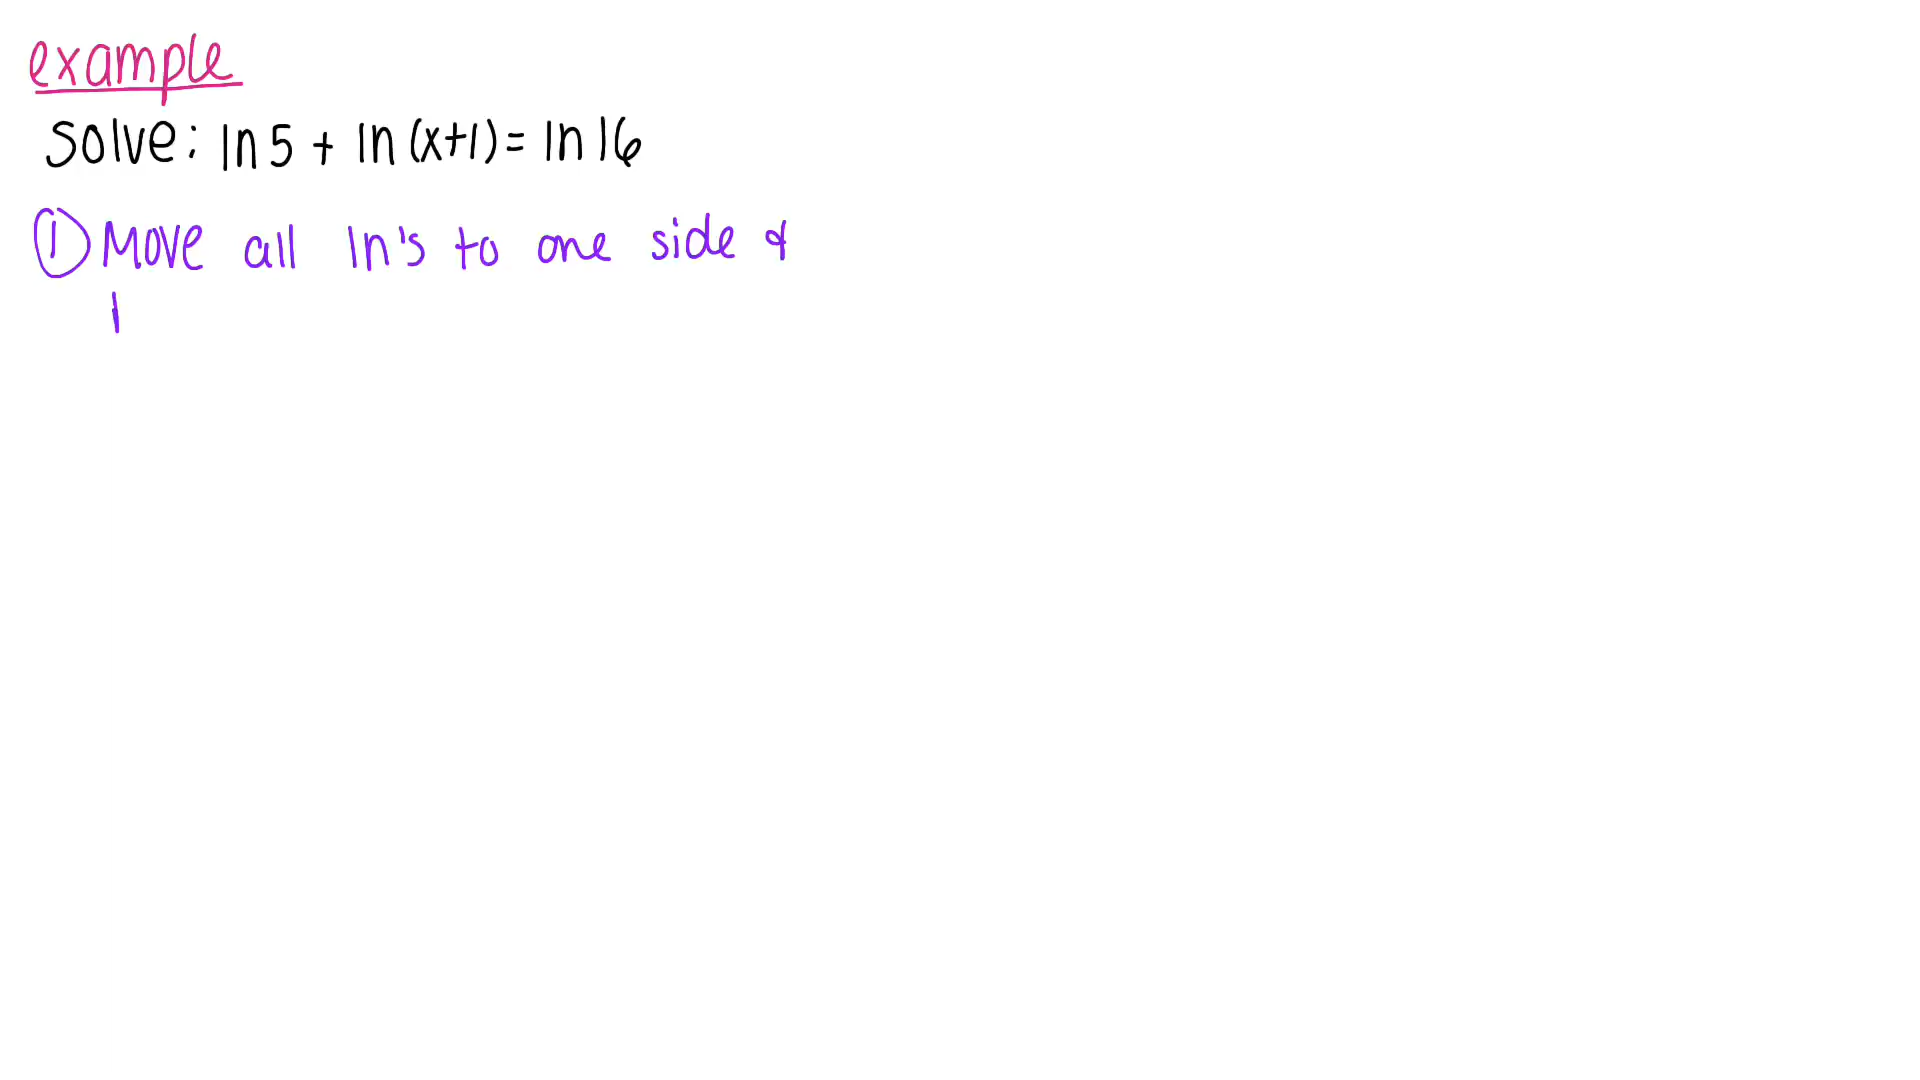 example
Solve: ln 5 + ln (x+1) = ln 16
① Move all ln's to one side &